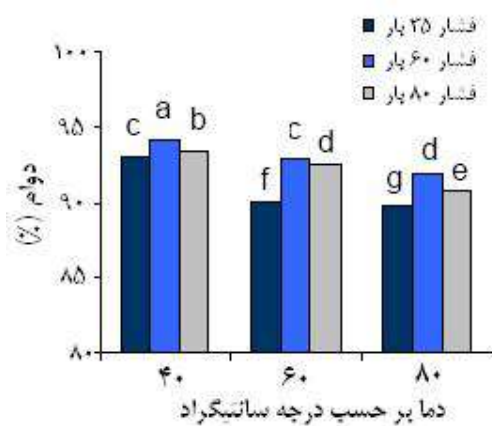 فشار ۳۵ بار
فشار ۶۰ بار
فشار ۸۰ بار
۱۰۰
۹۵
۹۰
۸۵
۸۰
دوام (%)
c a b
f c d
g d e
۴۰ ۶۰ ۸۰
دما بر حسب درجه سانتیگراد